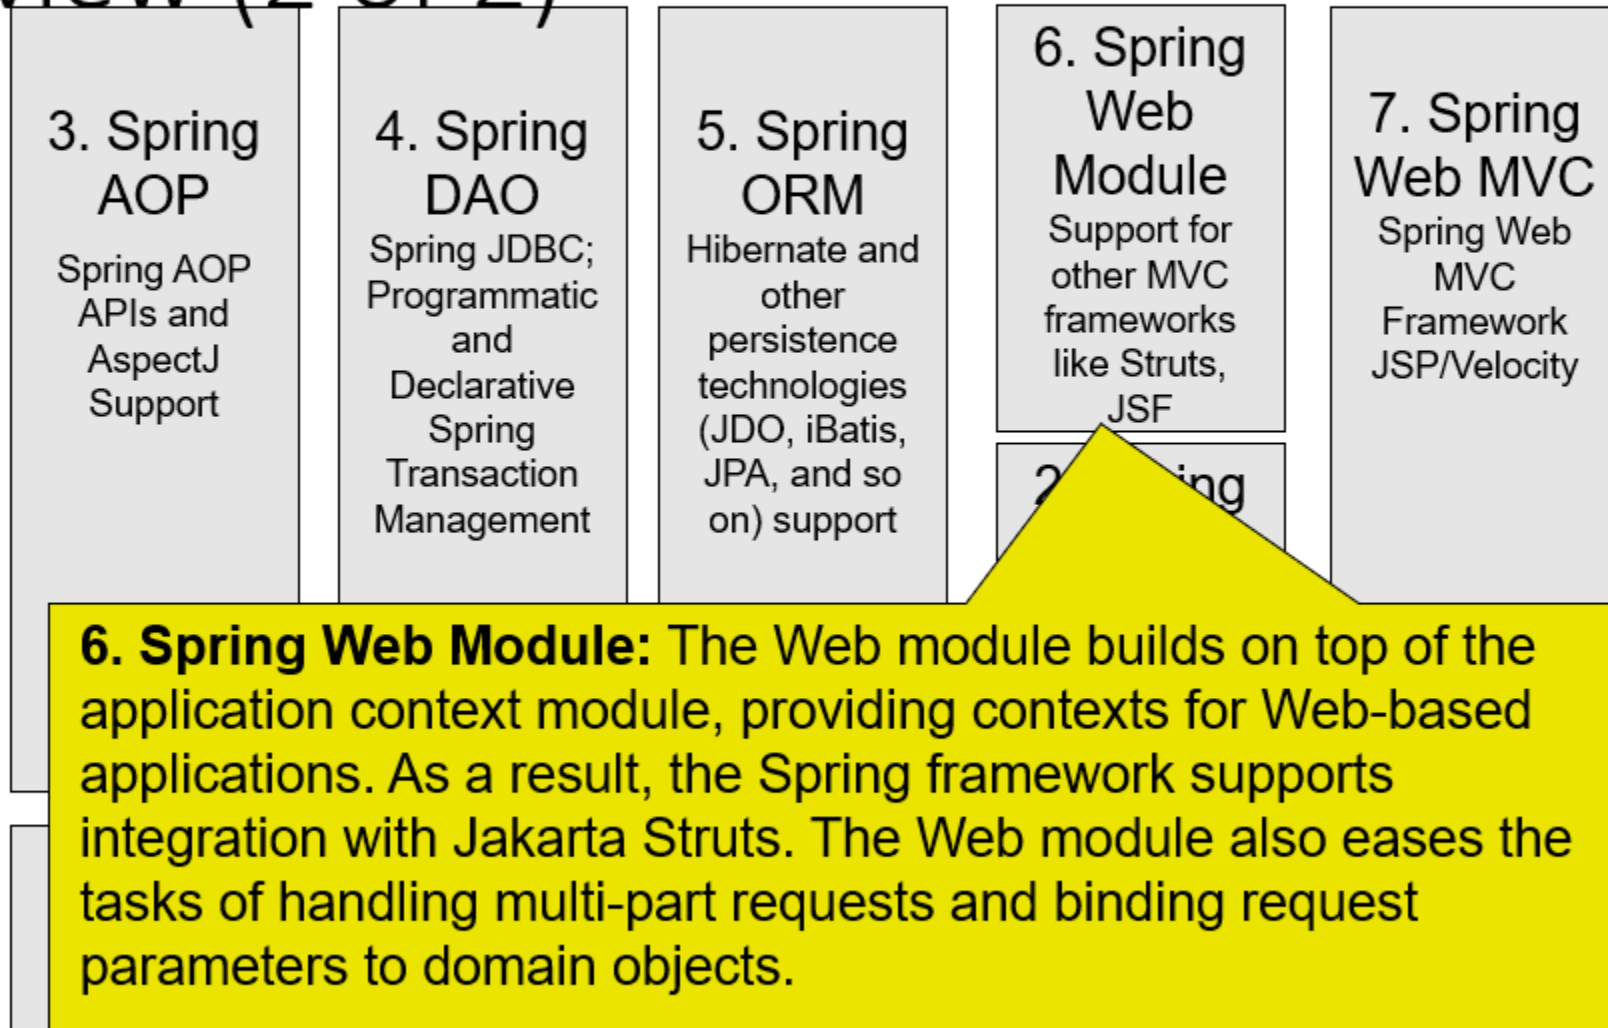 (2 of 2)
3. Spring
AOP
Spring AOP
APIs and
AspectJ
Support
4. Spring
DAO
Spring JDBC;
Programmatic
and
Declarative
Spring
Transaction
Management
5. Spring
ORM
Hibernate and
other
persistence
technologies
(JDO, iBatis,
JPA, and so
on) support
6. Spring
Web
Module
Support for
other MVC
frameworks
like Struts,
JSF
2
ing
7. Spring
Web MVC
Spring Web
MVC
Framework
JSP/Velocity
6. Spring Web Module: The Web module builds on top of the
application context module, providing contexts for Web-based
applications. As a result, the Spring framework supports
integration with Jakarta Struts. The Web module also eases the
tasks of handling multi-part requests and binding request
parameters to domain objects.